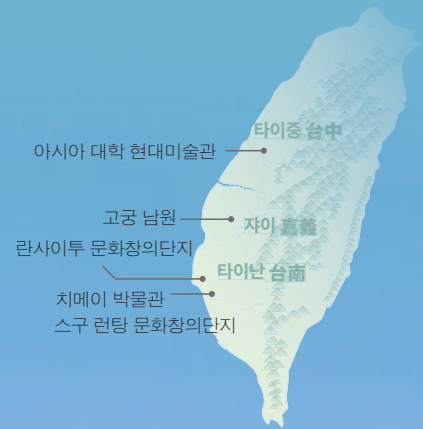 타이중 台中
아시아 대학 현대미술관
고궁 남원
쟈이 嘉義
란사이투 문화창의단지
타이난 台南
치메이 박물관
스구 런탕 문화창의단지